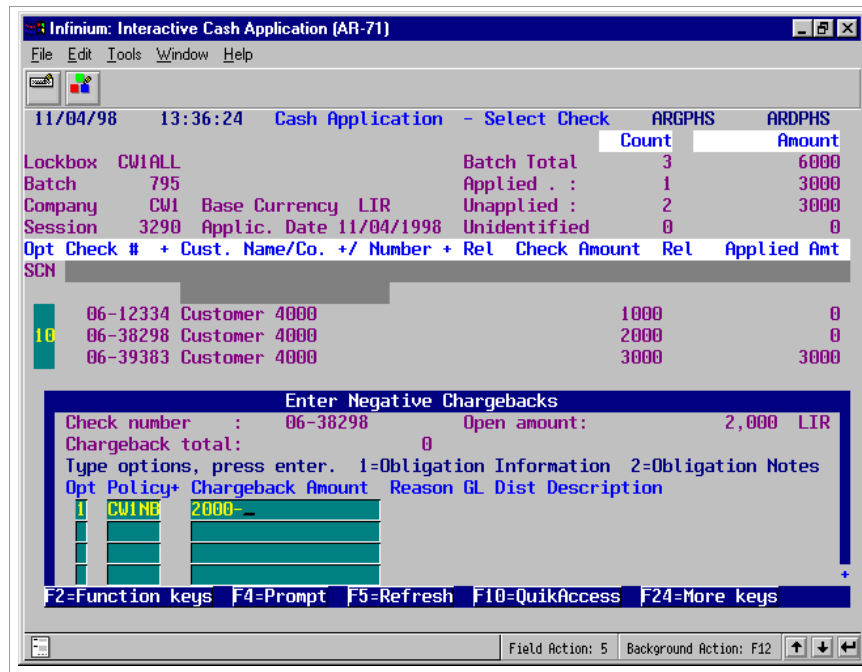 Infinium: Interactive Cash Application (AR-71)
File Edit Tools Window Help
11/04/98 13:36:24 Cash Application - Select Check ARGPHS ARDPHS
Count Amount
Lockbox CW1ALL Batch Total 3 6000
Batch 795 Applied . : 1 3000
Company CW1 Base Currency LIR Unapplied : 2 3000
Session 3290 Applic. Date 11/04/1998 Unidentified 0 0
Opt Check # + Cust. Name/Co. +/ Number + Rel Check Amount Rel Applied Amt
SCN
06-12334 Customer 4000 1000 0
10 06-38298 Customer 4000 2000 0
06-39383 Customer 4000 3000 3000
Enter Negative Chargebacks
Check number : 06-38298 Open amount: 2,000 LIR
Chargeback total: 0
Type options, press enter. 1=Obligation Information 2=Obligation Notes
Opt Policy+ Chargeback Amount Reason GL Dist Description
1 CW1NB 2000-
+
F2=Function keys F4=Prompt F5=Refresh F10=QuikAccess F24=More keys
Field Action: 5 Background Action: F12